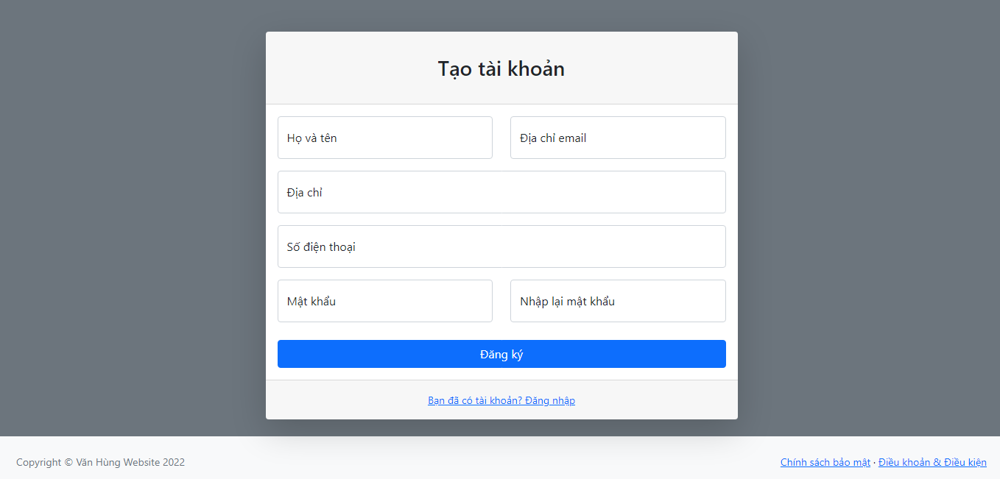 Tạo tài khoản
Họ và tên
Địa chỉ email
Địa chỉ
Số điện thoại
Mật khẩu
Nhập lại mật khẩu
Đăng ký
Bạn đã có tài khoản? Đăng nhập
Copyright © Văn Hùng Website 2022
Chính sách bảo mật · Điều khoản & Điều kiện